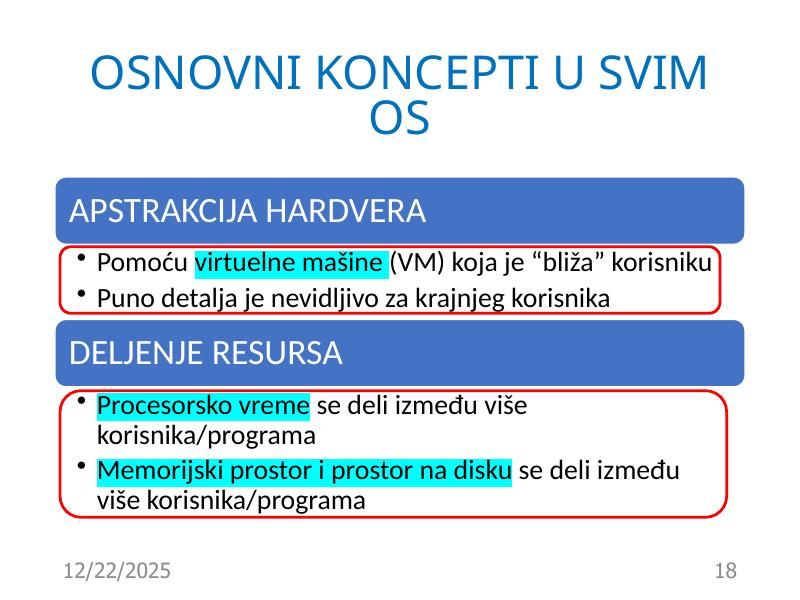 OSNOVNI KONCEPTI U SVIM
OS
APSTRAKCIJA HARDVERA
• Pomoću virtuelne mašine (VM) koja je “bliža” korisniku
• Puno detalja je nevidljivo za krajnjeg korisnika
DELJENJE RESURSA
• Procesorsko vreme se deli između više
korisnika/programa
• Memorijski prostor i prostor na disku se deli između
više korisnika/programa
12/22/2025
18